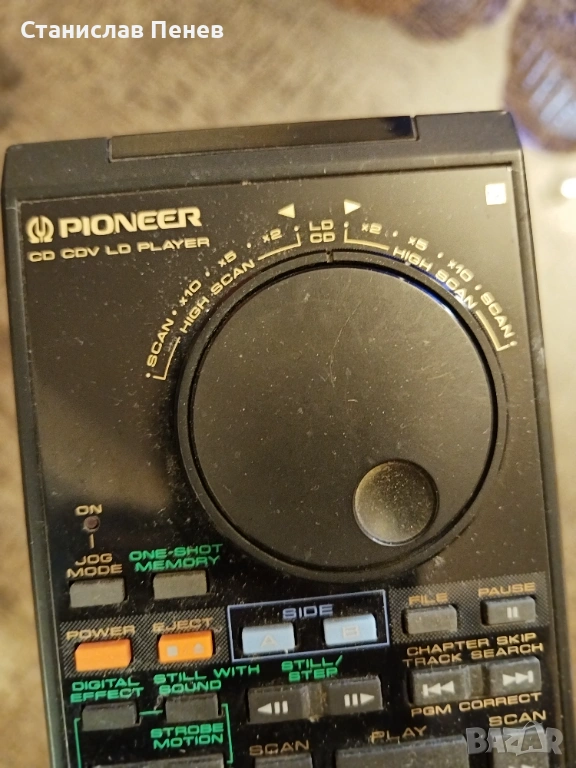 Станислав Пенев
PIONEER
CD CDV LD PLAYER
SCAN x10 x5 x2 LD x2 x5 x10 SCAN
HIGH SCAN CD HIGH SCAN
ON
JOG MODE
ONE-SHOT MEMORY
POWER
EJECT
SIDE
A B
FILE
PAUSE
DIGITAL EFFECT
STILL WITH SOUND
STILL/STEP
CHAPTER SKIP
TRACK SEARCH
PGM CORRECT
STROBE MOTION
SCAN
PLAY
SCAN
BAZAR